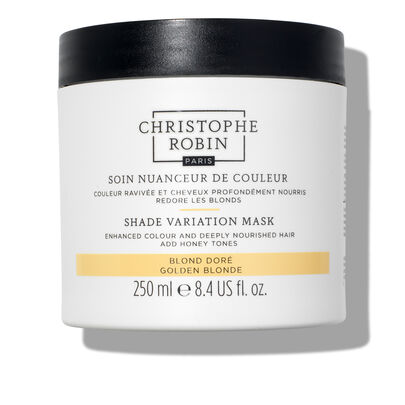 CHRISTOPHE
ROBIN
PARIS
SOIN NUANCEUR DE COULEUR
COULEUR RAVIVÉE ET CHEVEUX PROFONDÉMENT NOURRIS
REDORE LES BLONDS
SHADE VARIATION MASK
ENHANCED COLOUR AND DEEPLY NOURISHED HAIR
ADD HONEY TONES
BLOND DORÉ
GOLDEN BLONDE
250 ml ℮ 8.4 US fl. oz.